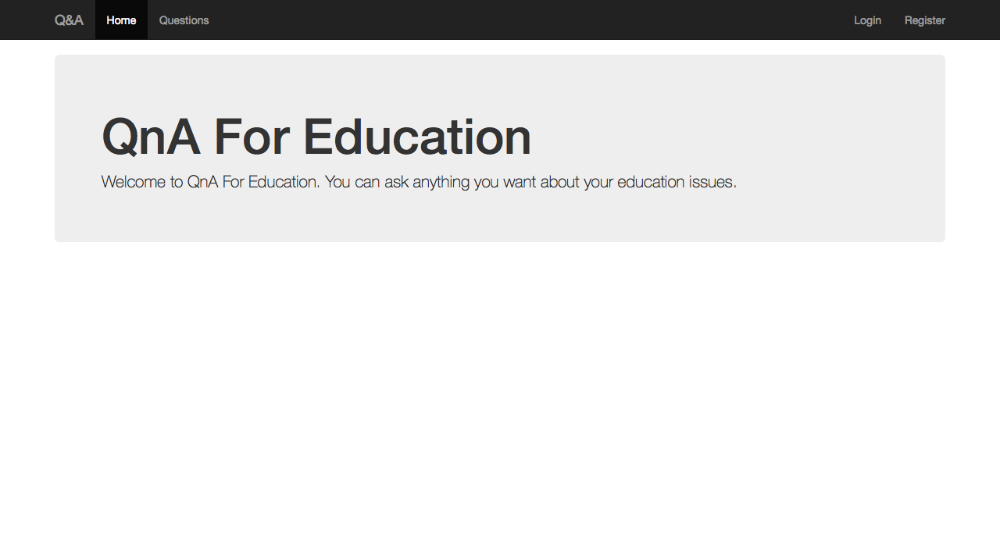 Q&A Home Questions Login Register
QnA For Education
Welcome to QnA For Education. You can ask anything you want about your education issues.